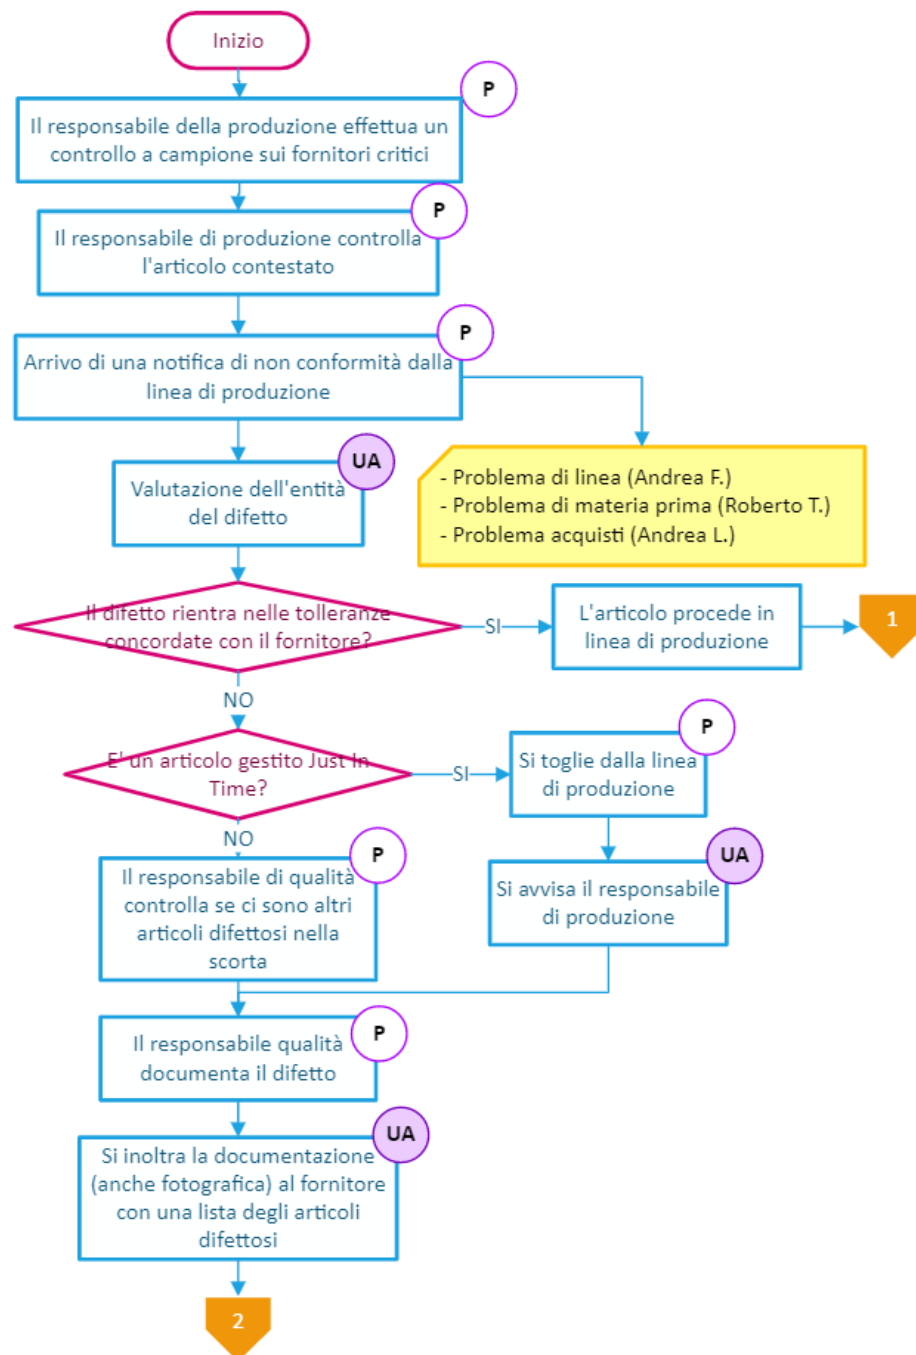 Inizio
P
Il responsabile della produzione effettua un
controllo a campione sui fornitori critici
P
Il responsabile di produzione controlla
l'articolo contestato
P
Arrivo di una notifica di non conformità dalla
linea di produzione
UA
Valutazione dell'entità
del difetto
- Problema di linea (Andrea F.)
- Problema di materia prima (Roberto T.)
- Problema acquisti (Andrea L.)
Il difetto rientra nelle tolleranze
concordate con il fornitore?
SI
L'articolo procede in
linea di produzione
1
NO
E' un articolo gestito Just In
Time?
SI
P
Si toglie dalla linea
di produzione
NO
P
Il responsabile di qualità
controlla se ci sono altri
articoli difettosi nella
scorta
UA
Si avvisa il responsabile
di produzione
P
Il responsabile qualità
documenta il difetto
UA
Si inoltra la documentazione
(anche fotografica) al fornitore
con una lista degli articoli
difettosi
2